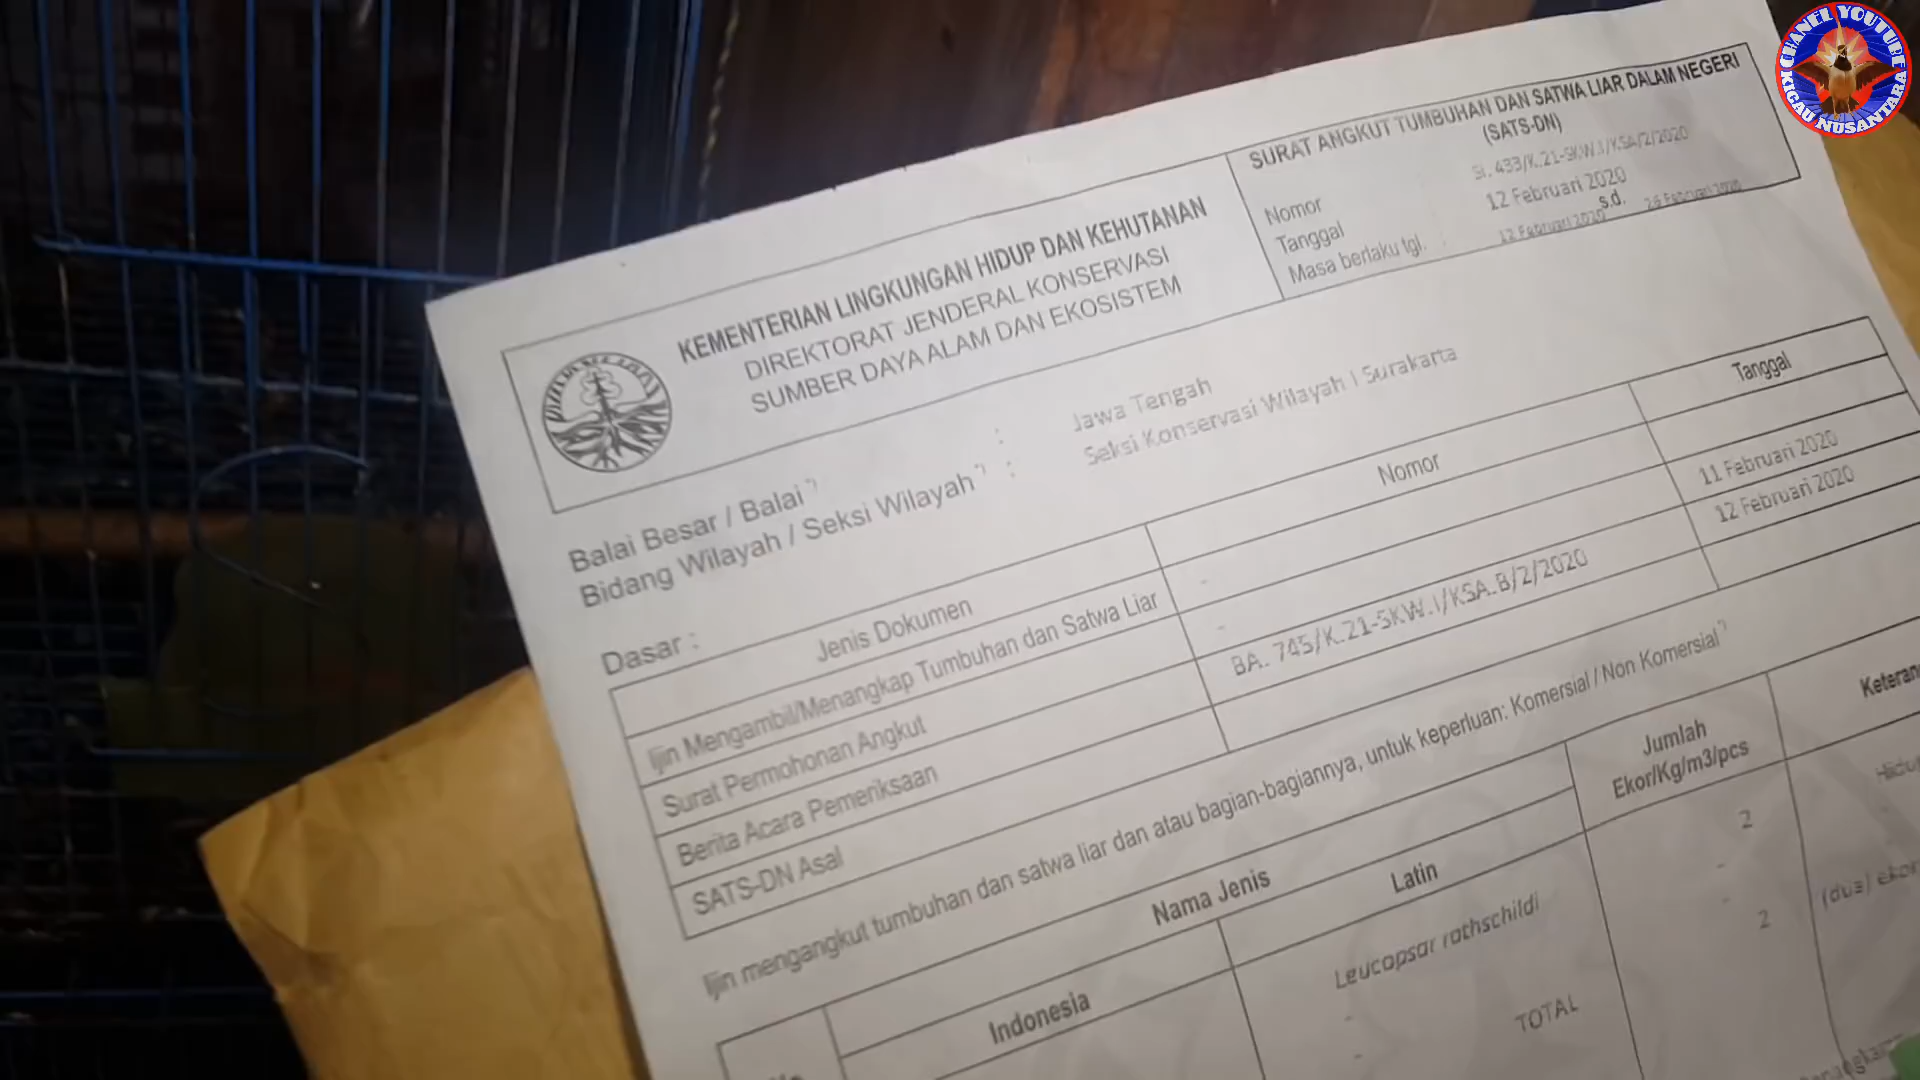 CHANEL YOUTUBE
KICAU NUSANTARA
KEMENTERIAN LINGKUNGAN HIDUP DAN KEHUTANAN
DIREKTORAT JENDERAL KONSERVASI
SUMBER DAYA ALAM DAN EKOSISTEM
SURAT ANGKUT TUMBUHAN DAN SATWA LIAR DALAM NEGERI
(SATS-DN)
Nomor SI. 433/K.21-SKW.I/KSA/2/2020
Tanggal 12 Februari 2020
Masa berlaku tgl. 12 Februari 2020 s.d. 26 Februari 2020
Balai Besar / Balai *) : Jawa Tengah
Bidang Wilayah / Seksi Wilayah *) : Seksi Konservasi Wilayah I Surakarta
Dasar :
Jenis Dokumen Nomor Tanggal
Ijin Mengambil/Menangkap Tumbuhan dan Satwa Liar -
Surat Permohonan Angkut - 11 Februari 2020
Berita Acara Pemeriksaan BA. 745/K.21-SKW.I/KSA.B/2/2020 12 Februari 2020
SATS-DN Asal
Ijin mengangkut tumbuhan dan satwa liar dan atau bagian-bagiannya, untuk keperluan: Komersial / Non Komersial *)
Nama Jenis Jumlah
Ekor/Kg/m3/pcs
Indonesia Latin
Leucopsar rothschildi 2
- -
- -
TOTAL 2 (dua) ekor